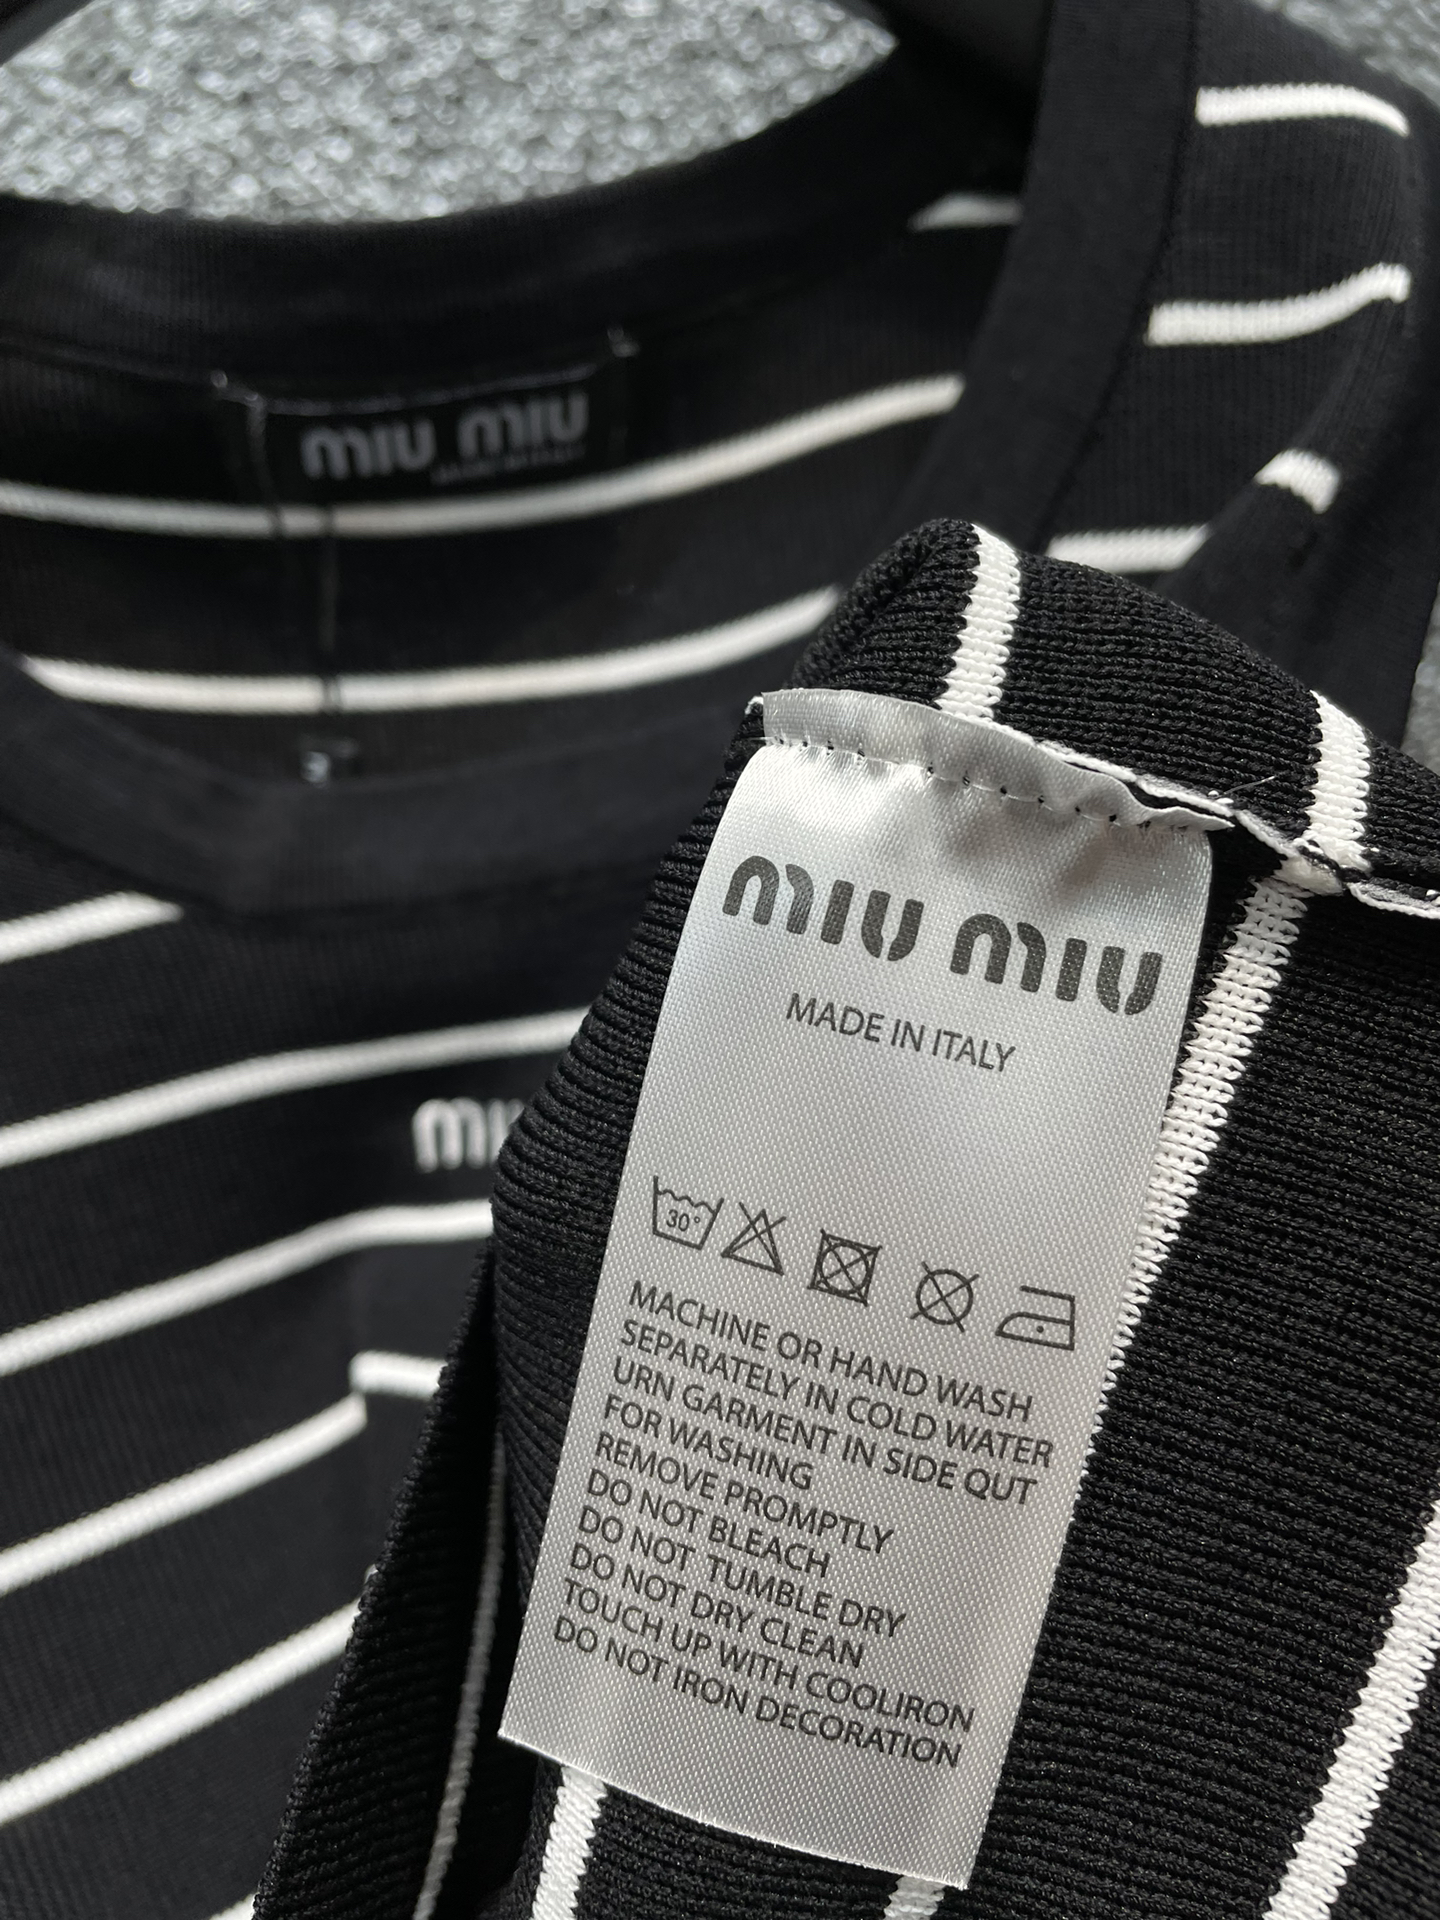 MIU MIU
MIU MIU
MADE IN ITALY
30°
MACHINE OR HAND WASH
SEPARATELY IN COLD WATER
URN GARMENT IN SIDE OUT
FOR WASHING
REMOVE PROMPTLY
DO NOT BLEACH
DO NOT TUMBLE DRY
DO NOT DRY CLEAN
TOUCH UP WITH COOLIRON
DO NOT IRON DECORATION